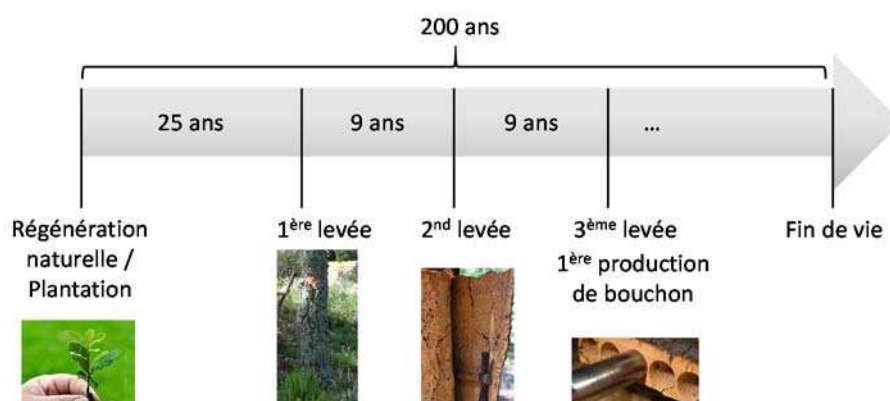 200 ans
25 ans
9 ans
9 ans
...
Régénération
naturelle /
Plantation
1ère levée
2nd levée
3ème levée
1ère production
de bouchon
Fin de vie